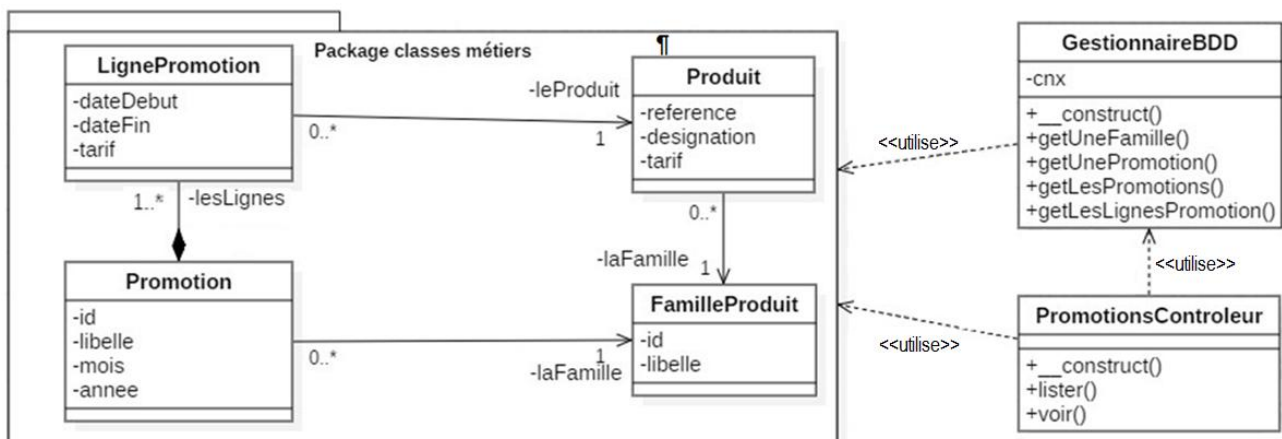 Package classes métiers
¶
LignePromotion
-dateDebut
-dateFin
-tarif
-leProduit
0..*
1
Produit
-reference
-designation
-tarif
1..*
-lesLignes
0..*
-laFamille
1
Promotion
-id
-libelle
-mois
-annee
0..*
1
-laFamille
FamilleProduit
-id
-libelle
<<utilise>>
<<utilise>>
GestionnaireBDD
-cnx
+__construct()
+getUneFamille()
+getUnePromotion()
+getLesPromotions()
+getLesLignesPromotion()
<<utilise>>
PromotionsControleur
+__construct()
+lister()
+voir()